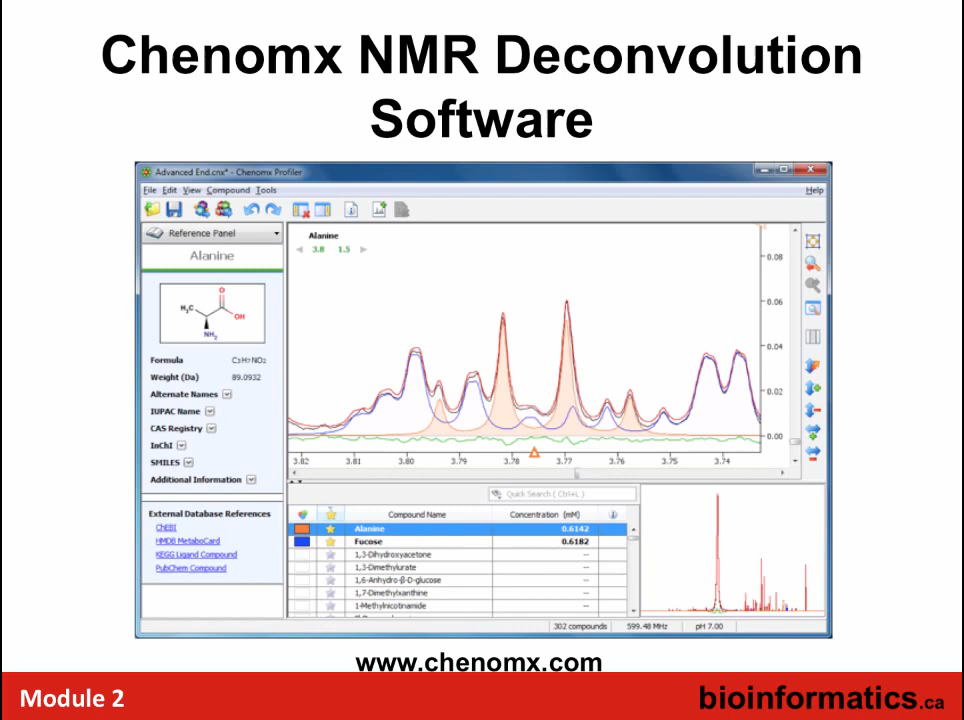 Chenomx NMR Deconvolution
Software
Advanced End.cnx* - Chenomx Profiler
File Edit View Compound Tools Help
Reference Panel
Alanine
H₃C
O
OH
NH₂
Formula C3H7NO2
Weight (Da) 89.0932
Alternate Names
IUPAC Name
CAS Registry
InChI
SMILES
Additional Information
External Database References
ChEBI
HMDB MetaboCard
KEGG Ligand Compound
PubChem Compound
Alanine
3.8 1.5
0.08
0.06
0.04
0.02
0.00
3.82 3.81 3.80 3.79 3.78 3.77 3.76 3.75 3.74
Quick Search ( Ctrl+L )
Compound Name Concentration (mM)
Alanine 0.6142
Fucose 0.6182
1,3-Dihydroxyacetone --
1,3-Dimethylurate --
1,6-Anhydro-β-D-glucose --
1,7-Dimethylxanthine --
1-Methylnicotinamide --
302 compounds 599.48 MHz pH 7.00
www.chenomx.com
Module 2
bioinformatics.ca